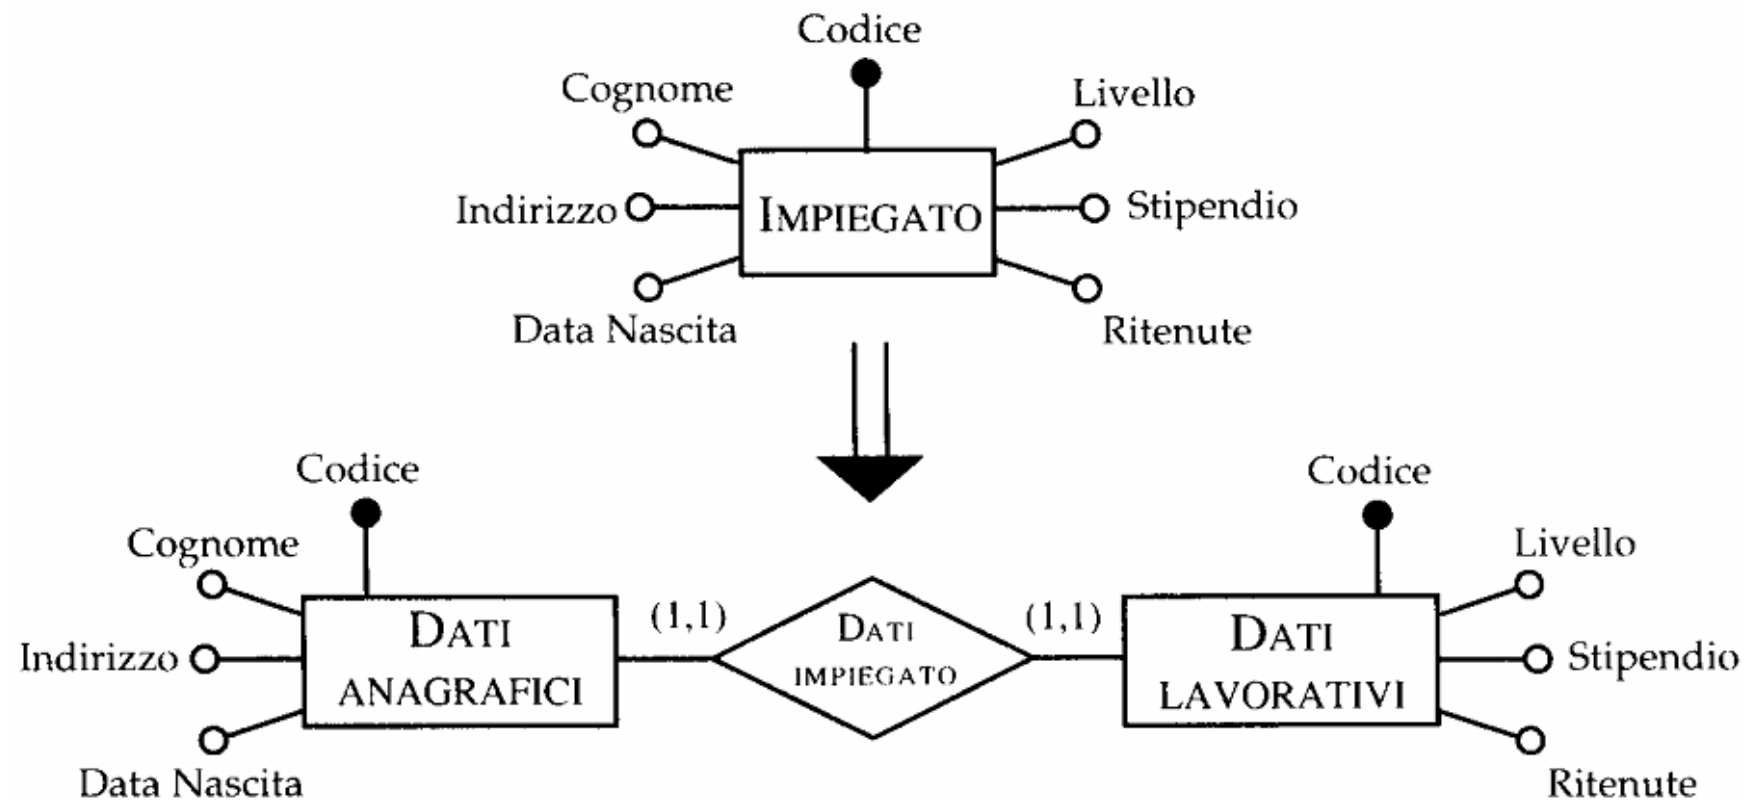 Codice
Cognome
Livello
Indirizzo
IMPIEGATO
Stipendio
Data Nascita
Ritenute
Codice
Codice
Cognome
Livello
(1,1)
(1,1)
DATI
ANAGRAFICI
DATI
IMPIEGATO
DATI
LAVORATIVI
Indirizzo
Stipendio
Data Nascita
Ritenute